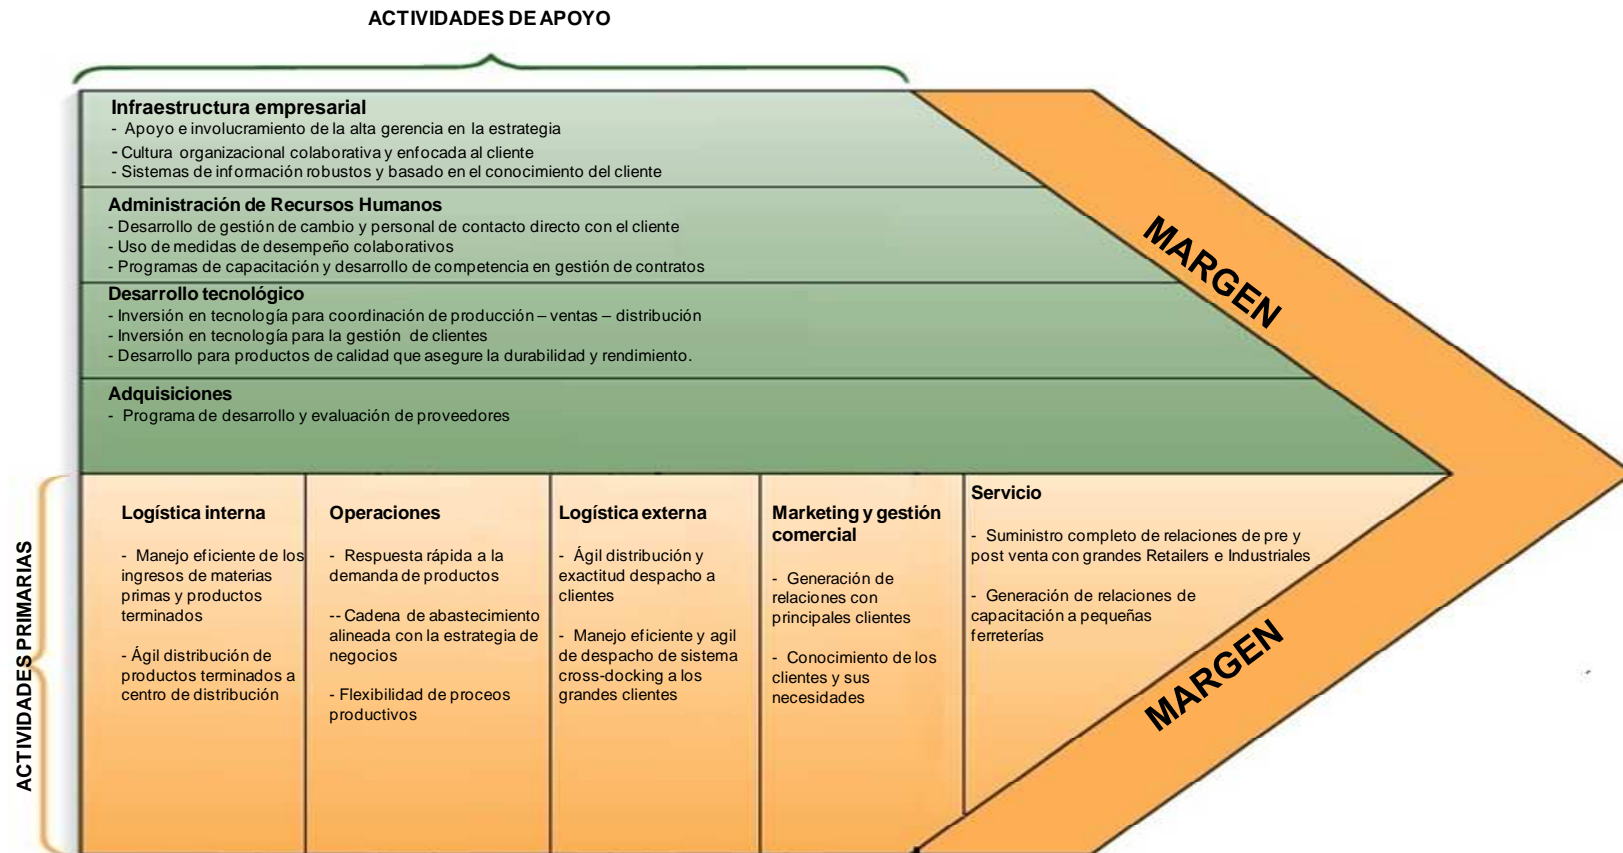 ACTIVIDADES DE APOYO
Infraestructura empresarial
- Apoyo e involucramiento de la alta gerencia en la estrategia
- Cultura organizacional colaborativa y enfocada al cliente
- Sistemas de información robustos y basado en el conocimiento del cliente
Administración de Recursos Humanos
- Desarrollo de gestión de cambio y personal de contacto directo con el cliente
- Uso de medidas de desempeño colaborativos
- Programas de capacitación y desarrollo de competencia en gestión de contratos
Desarrollo tecnológico
- Inversión en tecnología para coordinación de producción – ventas – distribución
- Inversión en tecnología para la gestión de clientes
- Desarrollo para productos de calidad que asegure la durabilidad y rendimiento.
Adquisiciones
- Programa de desarrollo y evaluación de proveedores
MARGEN
ACTIVIDADES PRIMARIAS
Logística interna
- Manejo eficiente de los
ingresos de materias
primas y productos
terminados
- Ágil distribución de
productos terminados a
centro de distribución
Operaciones
- Respuesta rápida a la
demanda de productos
-- Cadena de abastecimiento
alineada con la estrategia de
negocios
- Flexibilidad de proceos
productivos
Logística externa
- Ágil distribución y
exactitud despacho a
clientes
- Manejo eficiente y agil
de despacho de sistema
cross-docking a los
grandes clientes
Marketing y gestión
comercial
- Generación de
relaciones con
principales clientes
- Conocimiento de los
clientes y sus
necesidades
Servicio
- Suministro completo de relaciones de pre y
post venta con grandes Retailers e Industriales
- Generación de relaciones de
capacitación a pequeñas
ferreterías
MARGEN